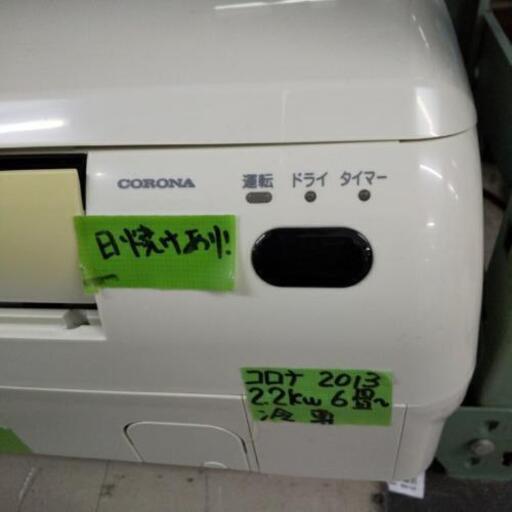 CORONA 運転 ドライ タイマー
日焼けあり!
コロナ 2013
2.2kw 6畳~
冷専